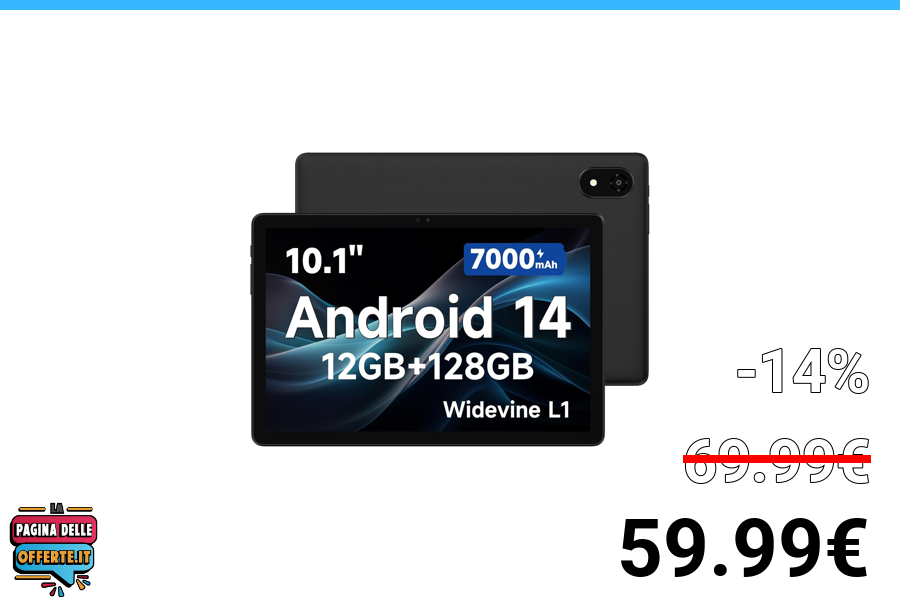 10.1"
7000mAh
Android 14
12GB+128GB
Widevine L1
-14%
69.99€
59.99€
LA
PAGINA DELLE
OFFERTE.IT